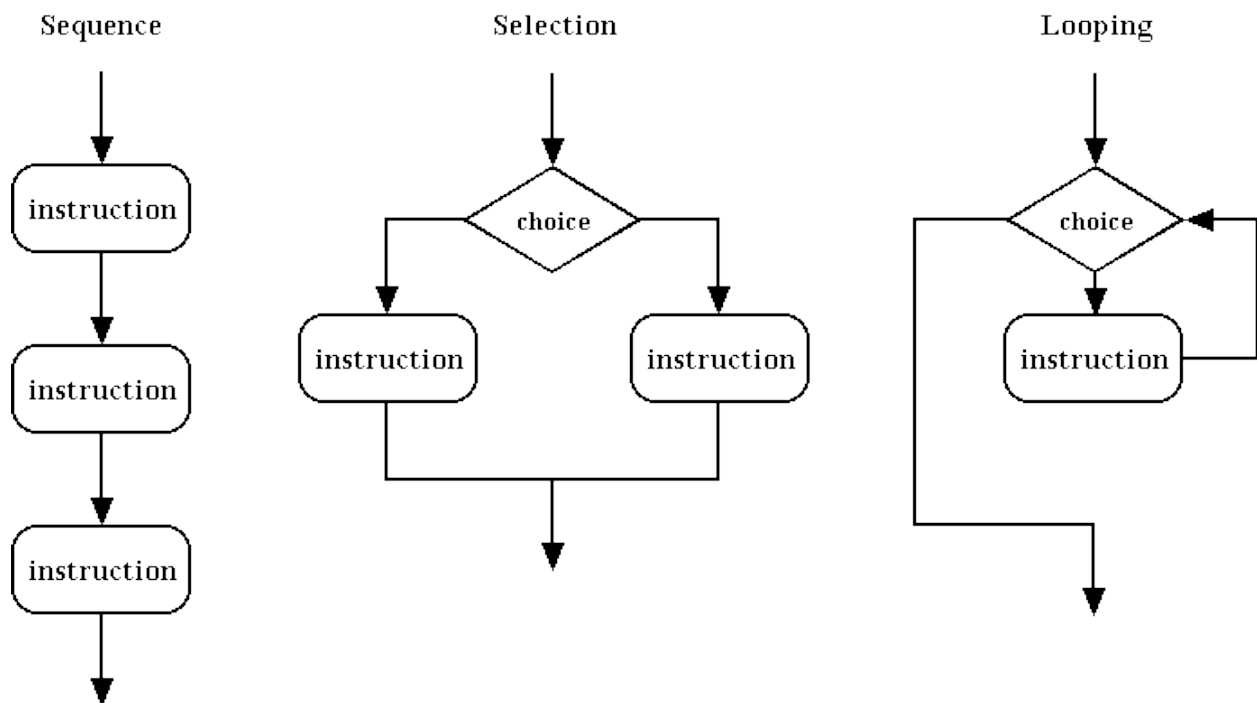 Sequence
instruction
instruction
instruction
Selection
choice
instruction
instruction
Looping
choice
instruction